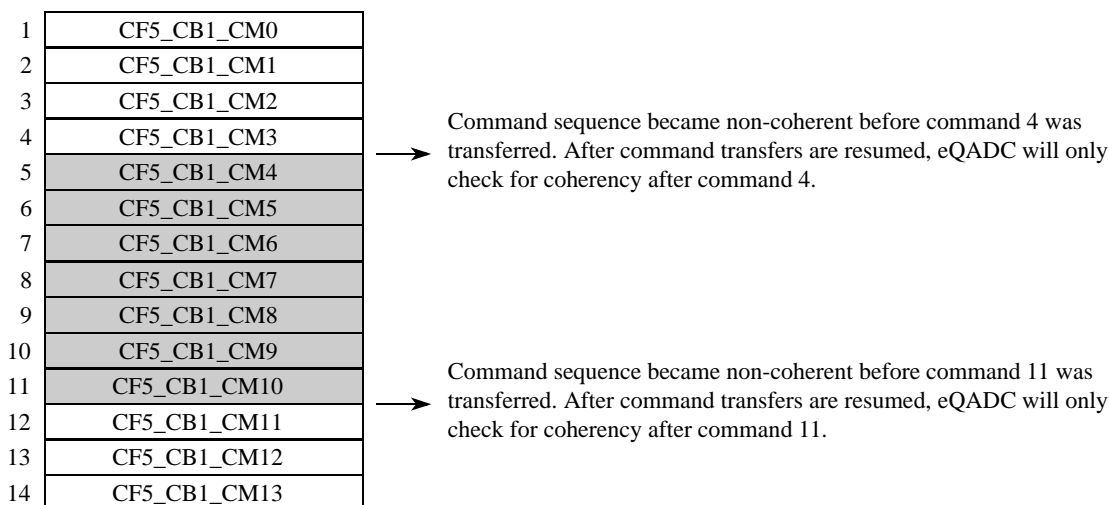 1 CF5_CB1_CM0
2 CF5_CB1_CM1
3 CF5_CB1_CM2
4 CF5_CB1_CM3
Command sequence became non-coherent before command 4 was
transferred. After command transfers are resumed, eQADC will only
check for coherency after command 4.
5 CF5_CB1_CM4
6 CF5_CB1_CM5
7 CF5_CB1_CM6
8 CF5_CB1_CM7
9 CF5_CB1_CM8
10 CF5_CB1_CM9
11 CF5_CB1_CM10
Command sequence became non-coherent before command 11 was
transferred. After command transfers are resumed, eQADC will only
check for coherency after command 11.
12 CF5_CB1_CM11
13 CF5_CB1_CM12
14 CF5_CB1_CM13